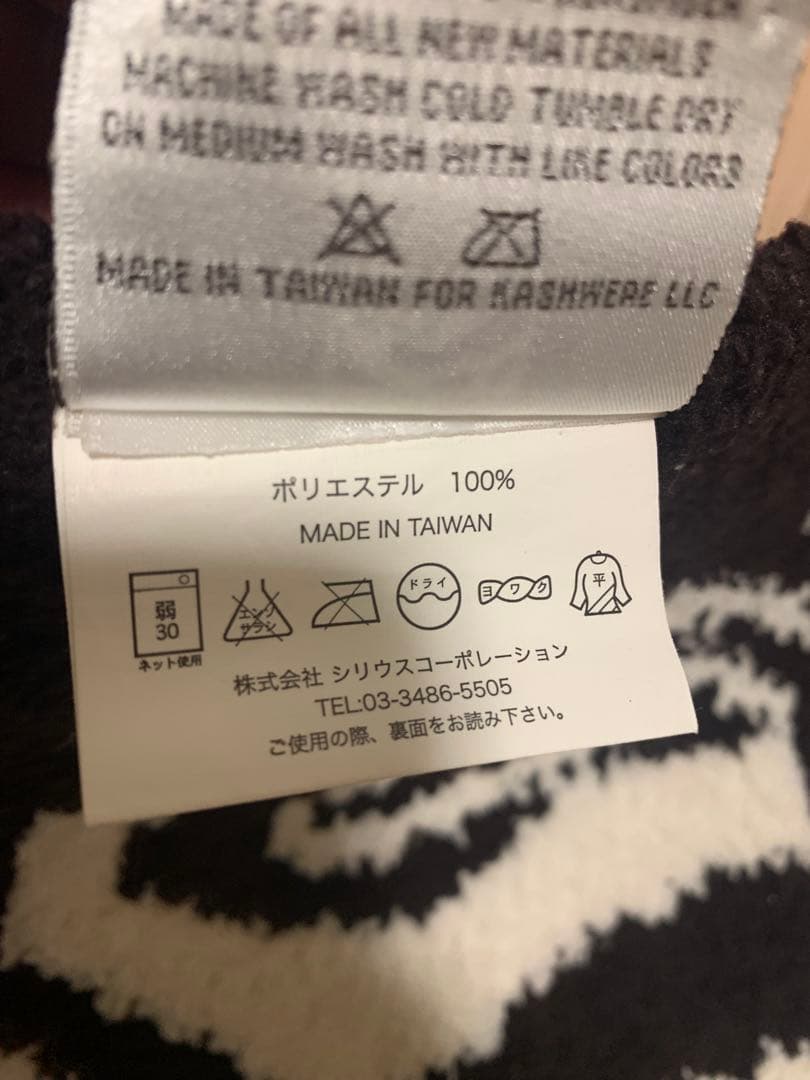 MADE OF ALL NEW MATERIALS
MACHINE WASH COLD TUMBLE DRY
ON MEDIUM WASH WITH LIKE COLORS
MADE IN TAIWAN FOR KASHWERE LLC
ポリエステル 100%
MADE IN TAIWAN
弱
30
ネット使用
エンソ
サラシ
ドライ
ヨワク
平
株式会社 シリウスコーポレーション
TEL:03-3486-5505
ご使用の際、裏面をお読み下さい。